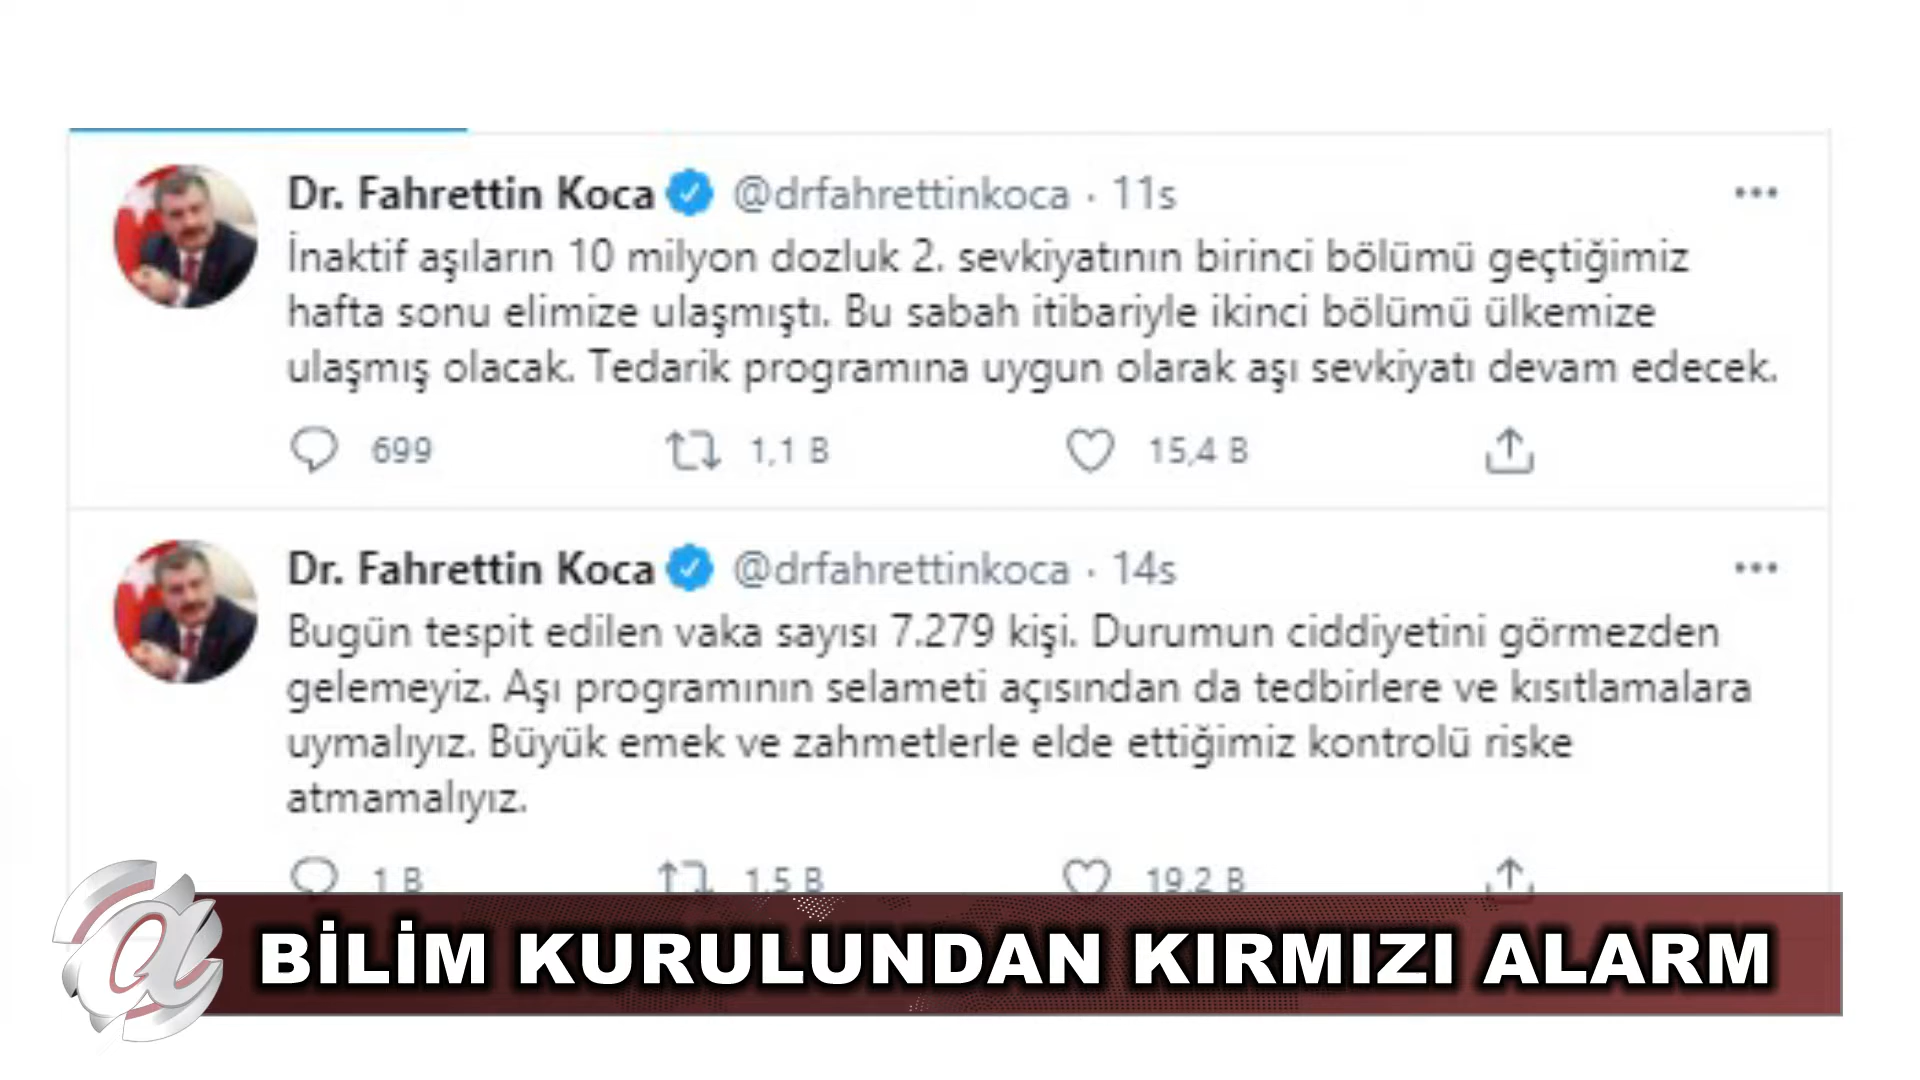 Dr. Fahrettin Koca @drfahrettinkoca · 11s
İnaktif aşıların 10 milyon dozluk 2. sevkiyatının birinci bölümü geçtiğimiz
hafta sonu elimize ulaşmıştı. Bu sabah itibariyle ikinci bölümü ülkemize
ulaşmış olacak. Tedarik programına uygun olarak aşı sevkiyatı devam edecek.
699 1,1 B 15,4 B
Dr. Fahrettin Koca @drfahrettinkoca · 14s
Bugün tespit edilen vaka sayısı 7.279 kişi. Durumun ciddiyetini görmezden
gelemeyiz. Aşı programının selameti açısından da tedbirlere ve kısıtlamalara
uymalıyız. Büyük emek ve zahmetlerle elde ettiğimiz kontrolü riske
atmamalıyız.
1 B 1,5 B 19,2 B
a BİLİM KURULUNDAN KIRMIZI ALARM